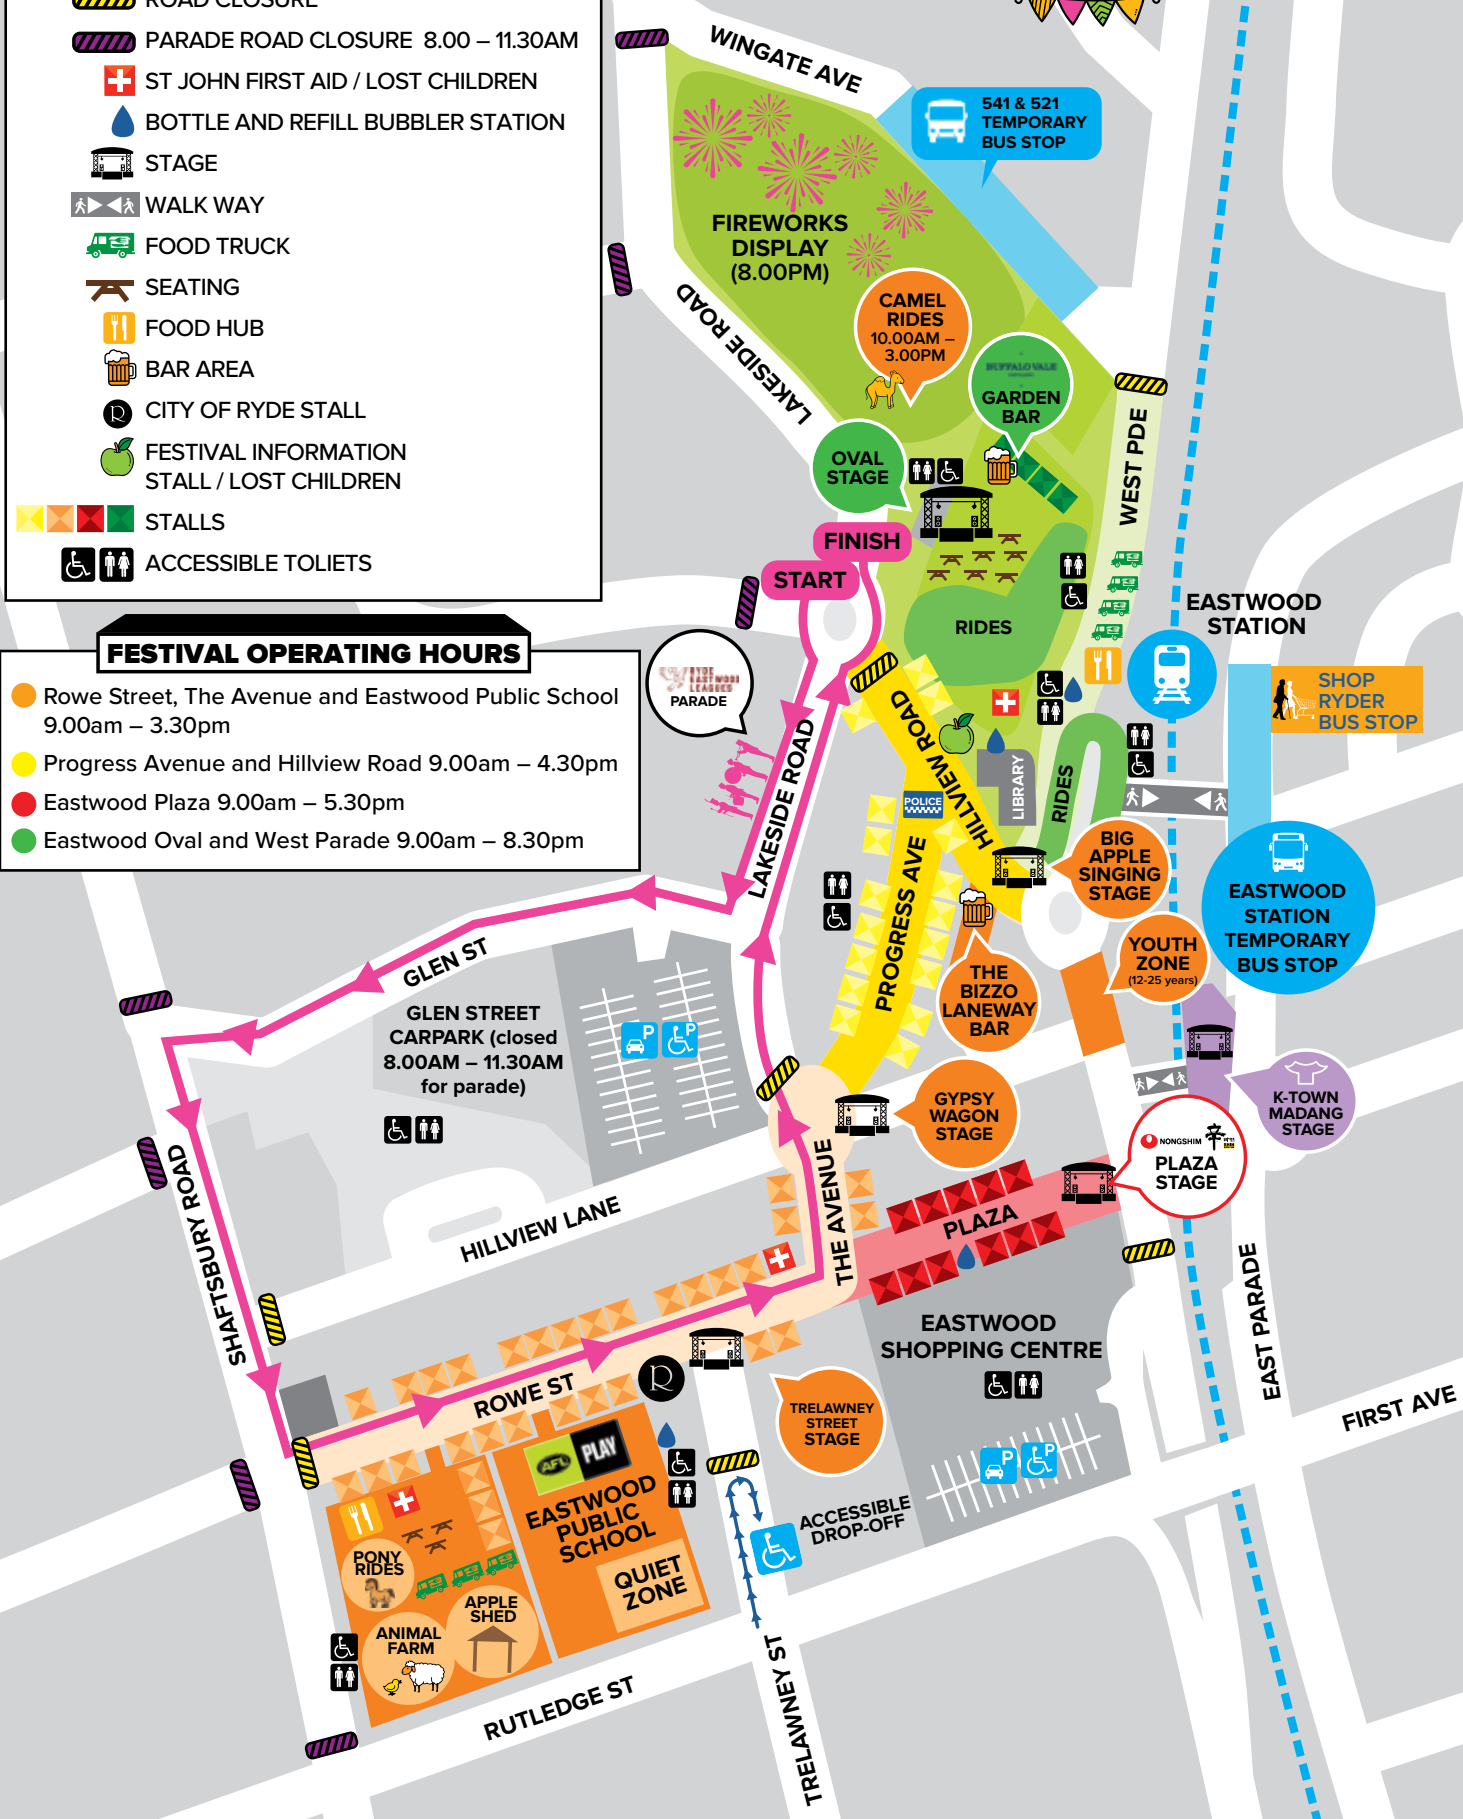 ROAD CLOSURE
PARADE ROAD CLOSURE 8.00 – 11.30AM
ST JOHN FIRST AID / LOST CHILDREN
BOTTLE AND REFILL BUBBLER STATION
STAGE
WALK WAY
FOOD TRUCK
SEATING
FOOD HUB
BAR AREA
R
CITY OF RYDE STALL
FESTIVAL INFORMATION
STALL / LOST CHILDREN
STALLS
ACCESSIBLE TOLIETS
FESTIVAL OPERATING HOURS
Rowe Street, The Avenue and Eastwood Public School
9.00am – 3.30pm
Progress Avenue and Hillview Road 9.00am – 4.30pm
Eastwood Plaza 9.00am – 5.30pm
Eastwood Oval and West Parade 9.00am – 8.30pm
WINGATE AVE
541 & 521
TEMPORARY
BUS STOP
FIREWORKS
DISPLAY
(8.00PM)
CAMEL
RIDES
10.00AM –
3.00PM
LAKESIDE ROAD
BUFFALO VALE
GARDEN
BAR
WEST PDE
OVAL
STAGE
FINISH
START
RIDES
EASTWOOD
STATION
SHOP
RYDER
BUS STOP
RYDE
EASTWOOD
LEAGUES
PARADE
LAKESIDE ROAD
HILLVIEW ROAD
LIBRARY
RIDES
POLICE
PROGRESS AVE
BIG
APPLE
SINGING
STAGE
EASTWOOD
STATION
TEMPORARY
BUS STOP
YOUTH
ZONE
(12-25 years)
THE
BIZZO
LANEWAY
BAR
GLEN ST
GLEN STREET
CARPARK (closed
8.00AM – 11.30AM
for parade)
P
P
GYPSY
WAGON
STAGE
K-TOWN
MADANG
STAGE
NONGSHIM
辛
PLAZA
STAGE
SHAFTSBURY ROAD
HILLVIEW LANE
THE AVENUE
PLAZA
EAST PARADE
EASTWOOD
SHOPPING CENTRE
FIRST AVE
ROWE ST
R
TRELAWNEY
STREET
STAGE
P
P
AFL
PLAY
EASTWOOD
PUBLIC
SCHOOL
QUIET
ZONE
ACCESSIBLE
DROP-OFF
PONY
RIDES
APPLE
SHED
ANIMAL
FARM
RUTLEDGE ST
TRELAWNEY ST